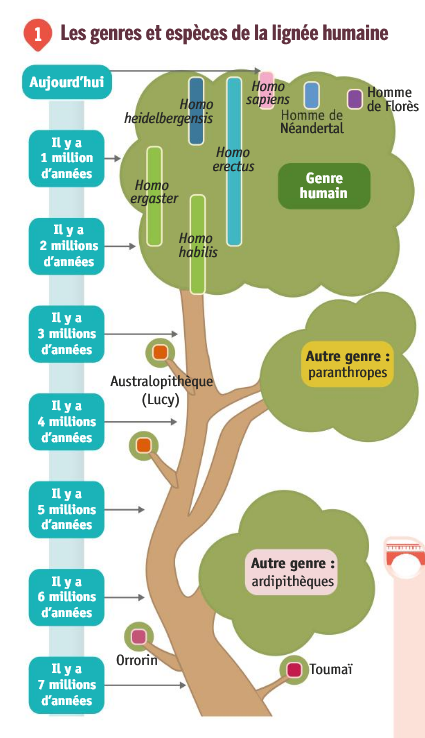 1 Les genres et espèces de la lignée humaine
Aujourd'hui
Homo
sapiens
Homme
de Florès
Homo
heidelbergensis
Homme de
Néandertal
Il y a
1 million
d'années
Homo
erectus
Homo
ergaster
Genre
humain
Il y a
2 millions
d'années
Homo
habilis
Il y a
3 millions
d'années
Autre genre :
paranthropes
Australopithèque
(Lucy)
Il y a
4 millions
d'années
Il y a
5 millions
d'années
Autre genre :
ardipithèques
Il y a
6 millions
d'années
Orrorin
Toumaï
Il y a
7 millions
d'années